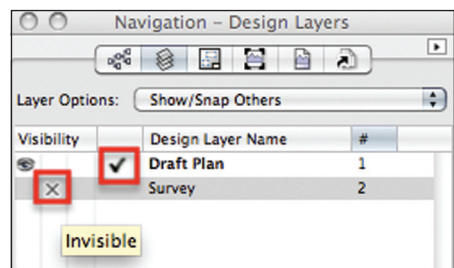 Navigation – Design Layers
Layer Options: Show/Snap Others
Visibility Design Layer Name #
Draft Plan 1
Survey 2
Invisible